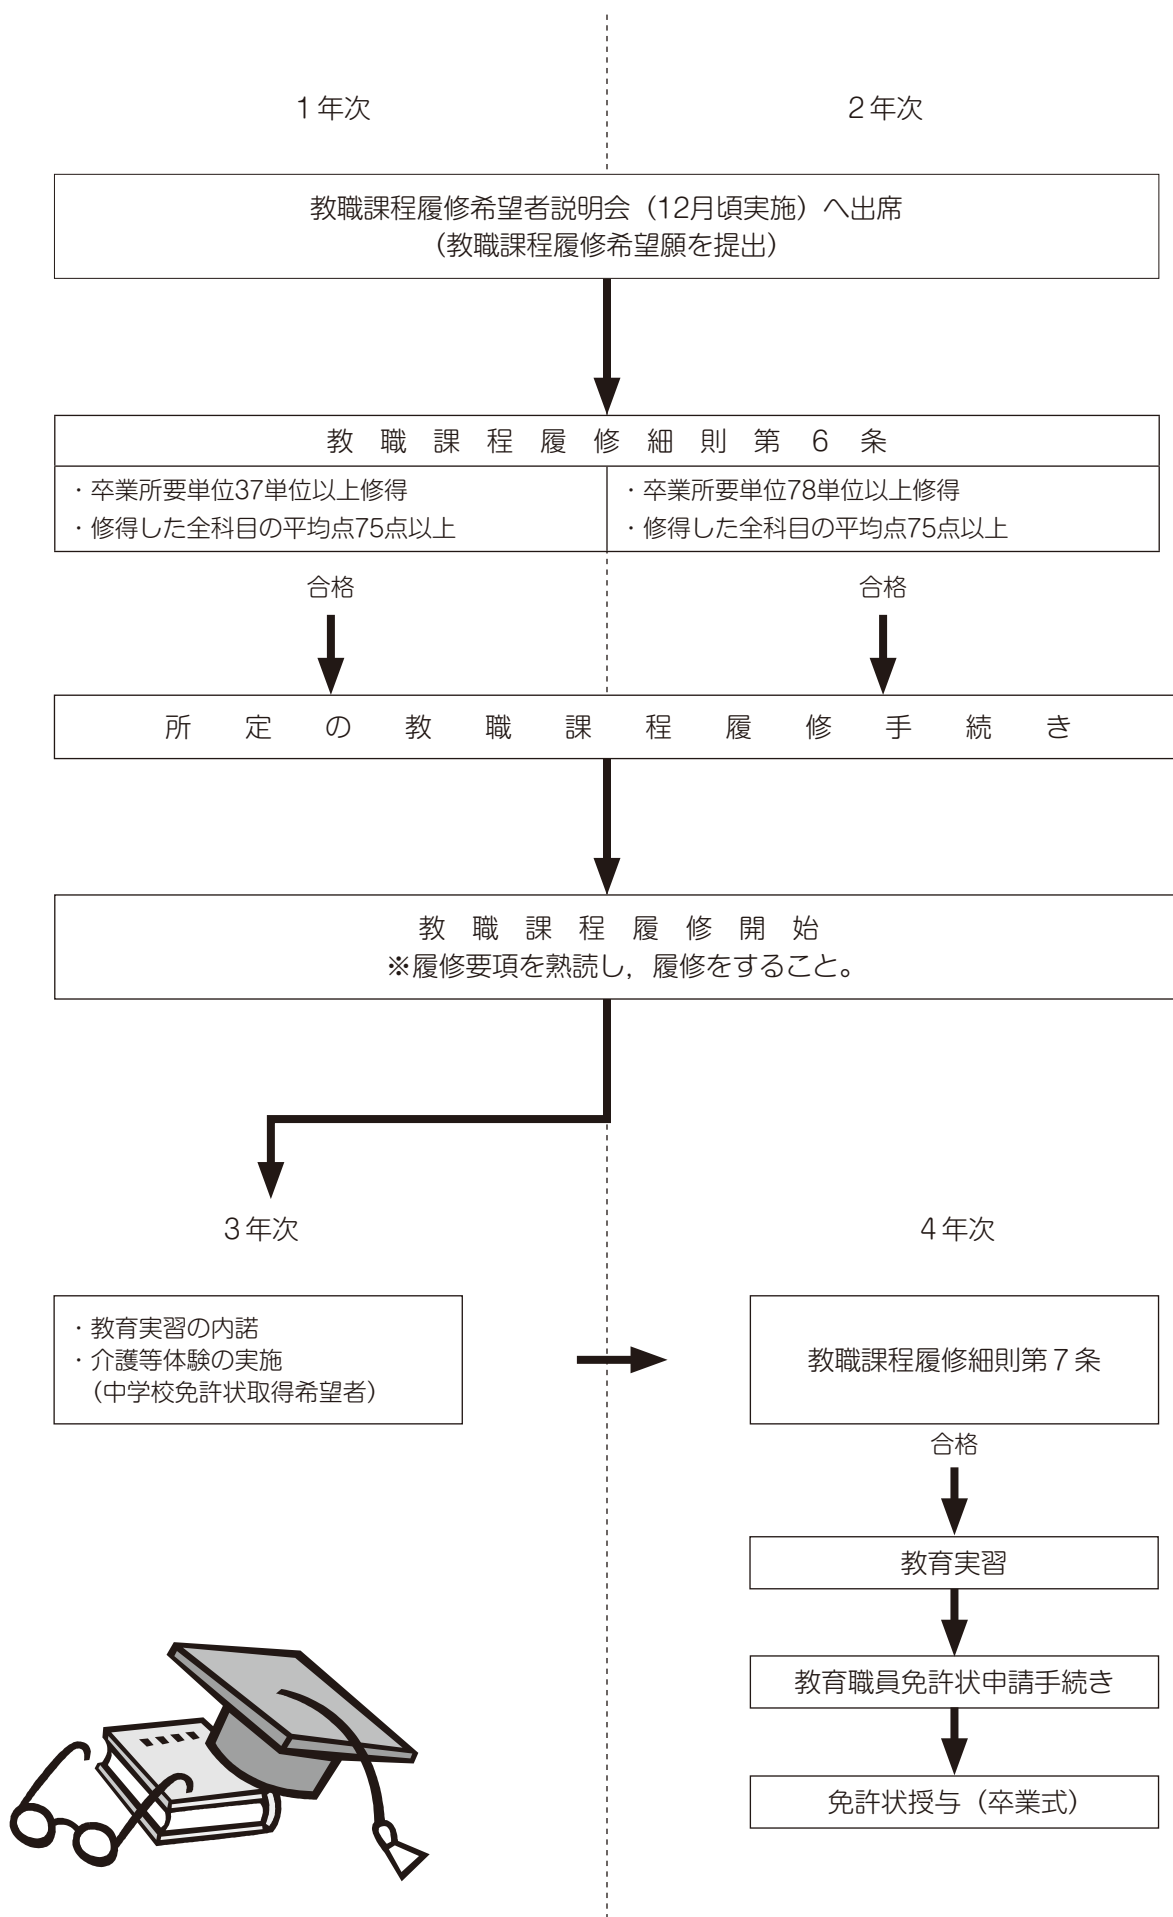 1年次
2年次
教職課程履修希望者説明会（12月頃実施）へ出席
（教職課程履修希望願を提出）
教職課程履修細則第6条
・卒業所要単位37単位以上修得
・修得した全科目の平均点75点以上
・卒業所要単位78単位以上修得
・修得した全科目の平均点75点以上
合格
合格
所定の教職課程履修手続き
教職課程履修開始
※履修要項を熟読し，履修をすること。
3年次
4年次
・教育実習の内諾
・介護等体験の実施
（中学校免許状取得希望者）
教職課程履修細則第7条
合格
教育実習
教育職員免許状申請手続き
免許状授与（卒業式）